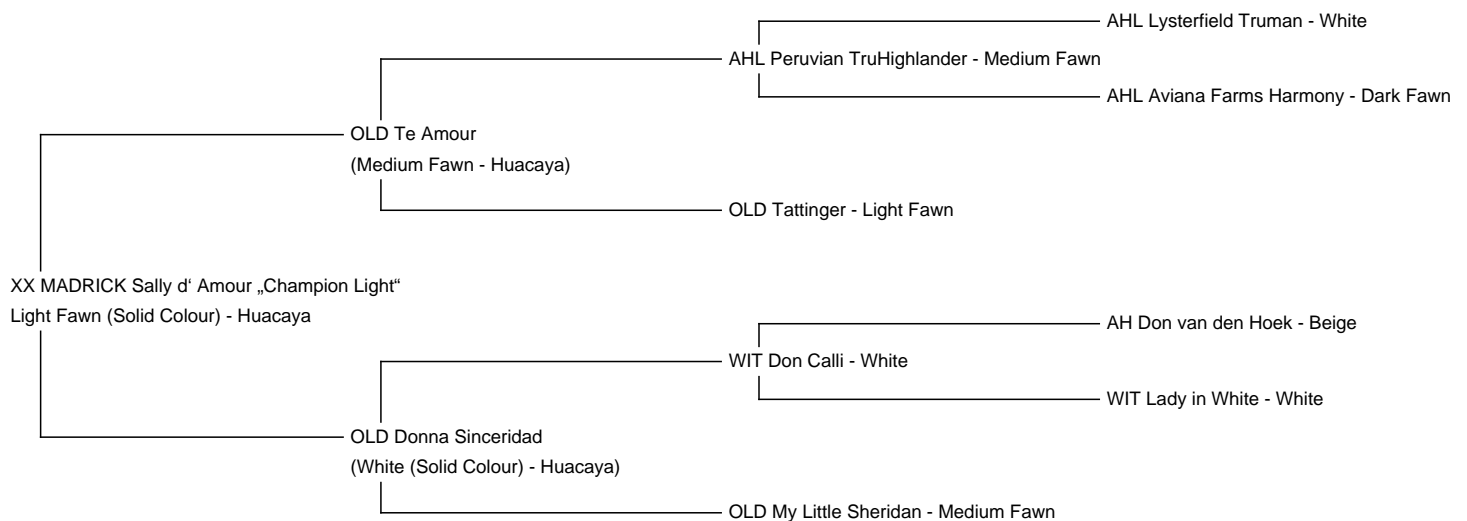 AHL Lysterfield Truman - White
AHL Peruvian TruHighlander - Medium Fawn
AHL Aviana Farms Harmony - Dark Fawn
OLD Te Amour
(Medium Fawn - Huacaya)
OLD Tattinger - Light Fawn
XX MADRICK Sally d‘ Amour „Champion Light“
Light Fawn (Solid Colour) - Huacaya
AH Don van den Hoek - Beige
WIT Don Calli - White
WIT Lady in White - White
OLD Donna Sinceridad
(White (Solid Colour) - Huacaya)
OLD My Little Sheridan - Medium Fawn